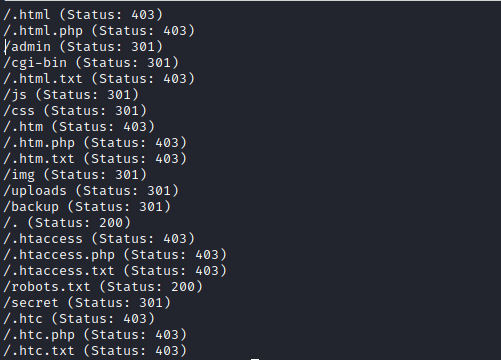 /.html (Status: 403)
/.html.php (Status: 403)
/admin (Status: 301)
/cgi-bin (Status: 301)
/.html.txt (Status: 403)
/js (Status: 301)
/css (Status: 301)
/.htm (Status: 403)
/.htm.php (Status: 403)
/.htm.txt (Status: 403)
/img (Status: 301)
/uploads (Status: 301)
/backup (Status: 301)
/. (Status: 200)
/.htaccess (Status: 403)
/.htaccess.php (Status: 403)
/.htaccess.txt (Status: 403)
/robots.txt (Status: 200)
/secret (Status: 301)
/.htc (Status: 403)
/.htc.php (Status: 403)
/.htc.txt (Status: 403)